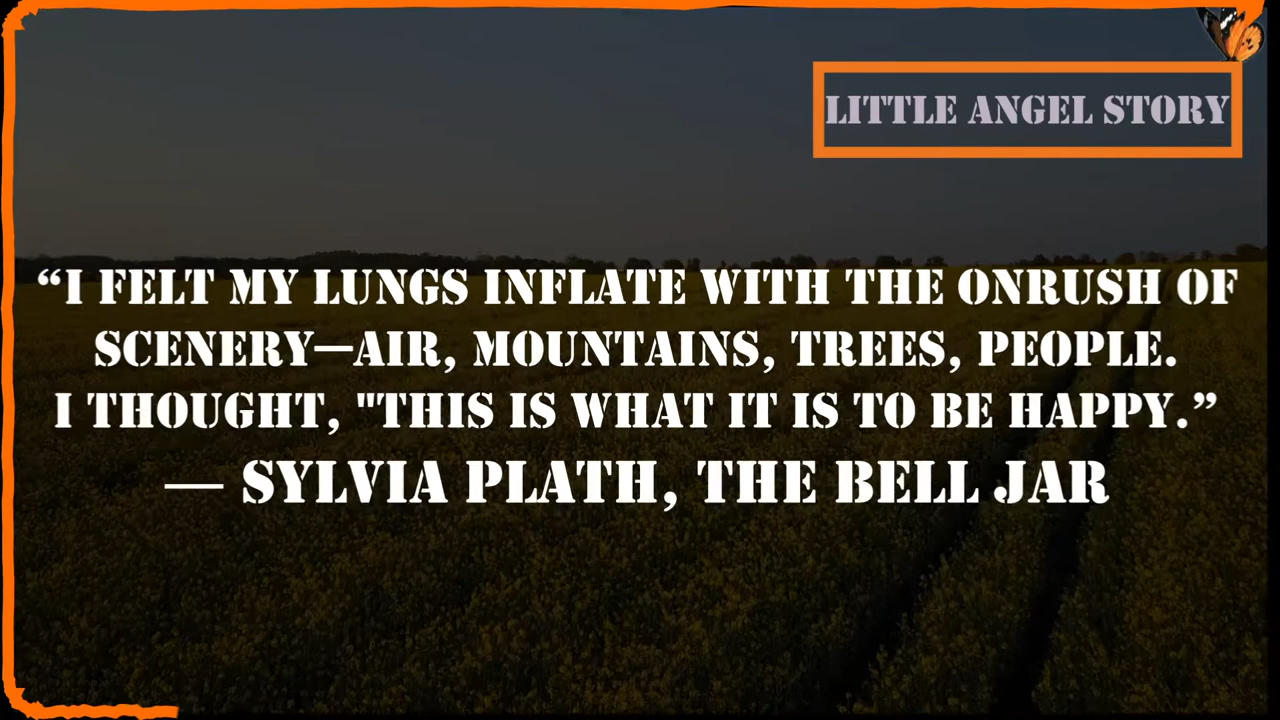 LITTLE ANGEL STORY
“I FELT MY LUNGS INFLATE WITH THE ONRUSH OF
SCENERY—AIR, MOUNTAINS, TREES, PEOPLE.
I THOUGHT, "THIS IS WHAT IT IS TO BE HAPPY.”
— SYLVIA PLATH, THE BELL JAR